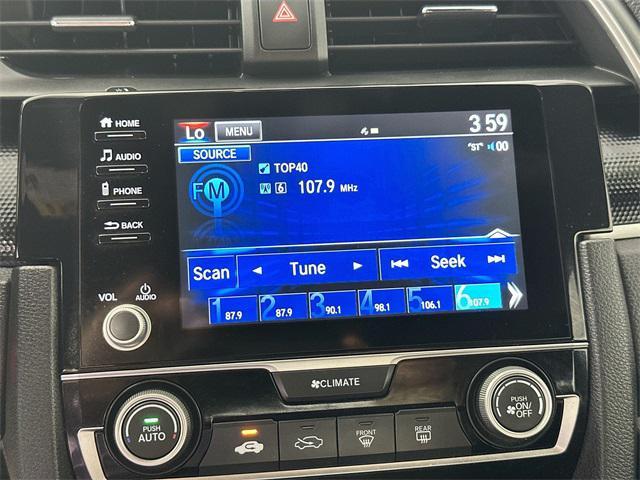 HOME
AUDIO
PHONE
BACK
VOL AUDIO
Lo MENU 3 59
"ST" 00
SOURCE
TOP40
FM 6 107.9 MHz
Scan Tune Seek
1 87.9 2 87.9 3 90.1 4 98.1 5 106.1 6 107.9
CLIMATE
PUSH AUTO
FRONT
REAR
PUSH ON/OFF